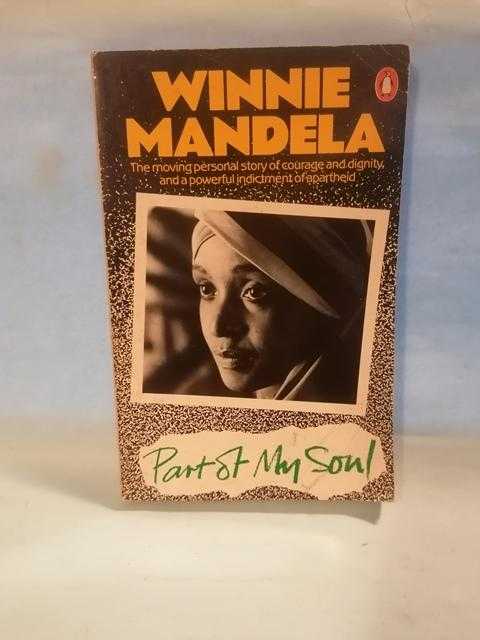 WINNIE
MANDELA
The moving personal story of courage and dignity,
and a powerful indictment of apartheid
Part of My Soul